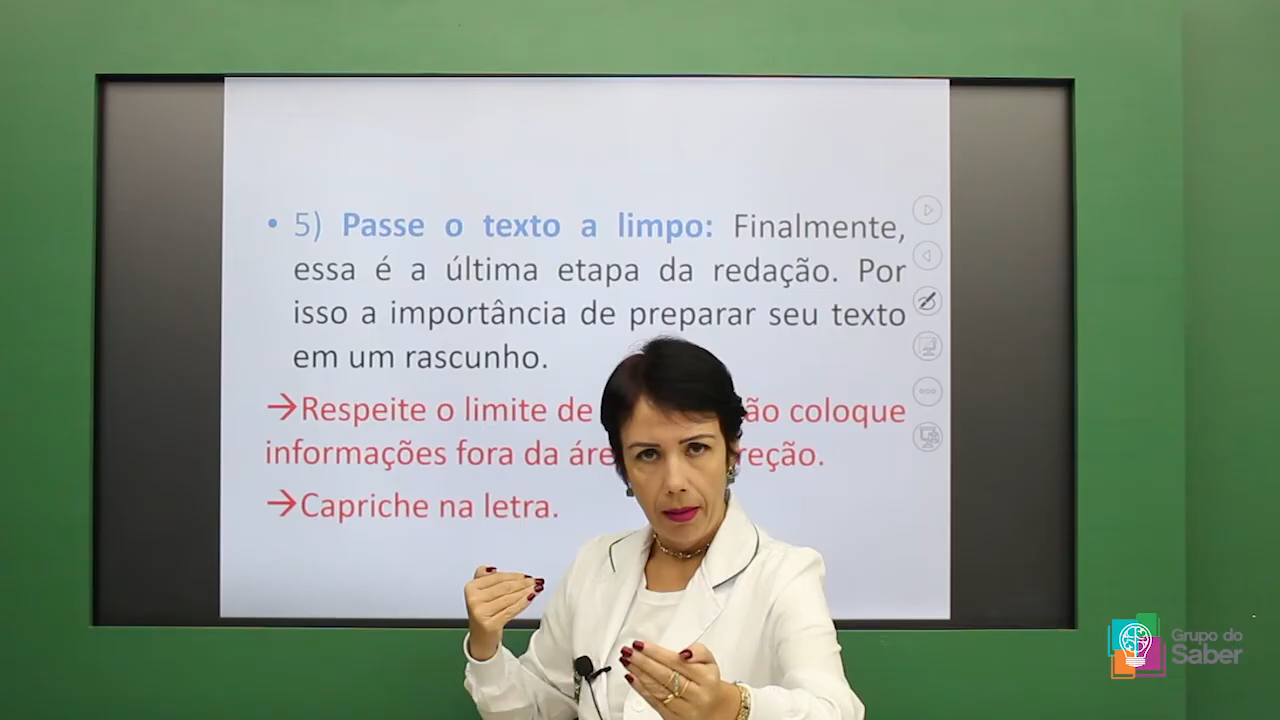 • 5) Passe o texto a limpo: Finalmente,
essa é a última etapa da redação. Por
isso a importância de preparar seu texto
em um rascunho.
→Respeite o limite de ão coloque
informações fora da áre reção.
→Capriche na letra.
Grupo do
Saber